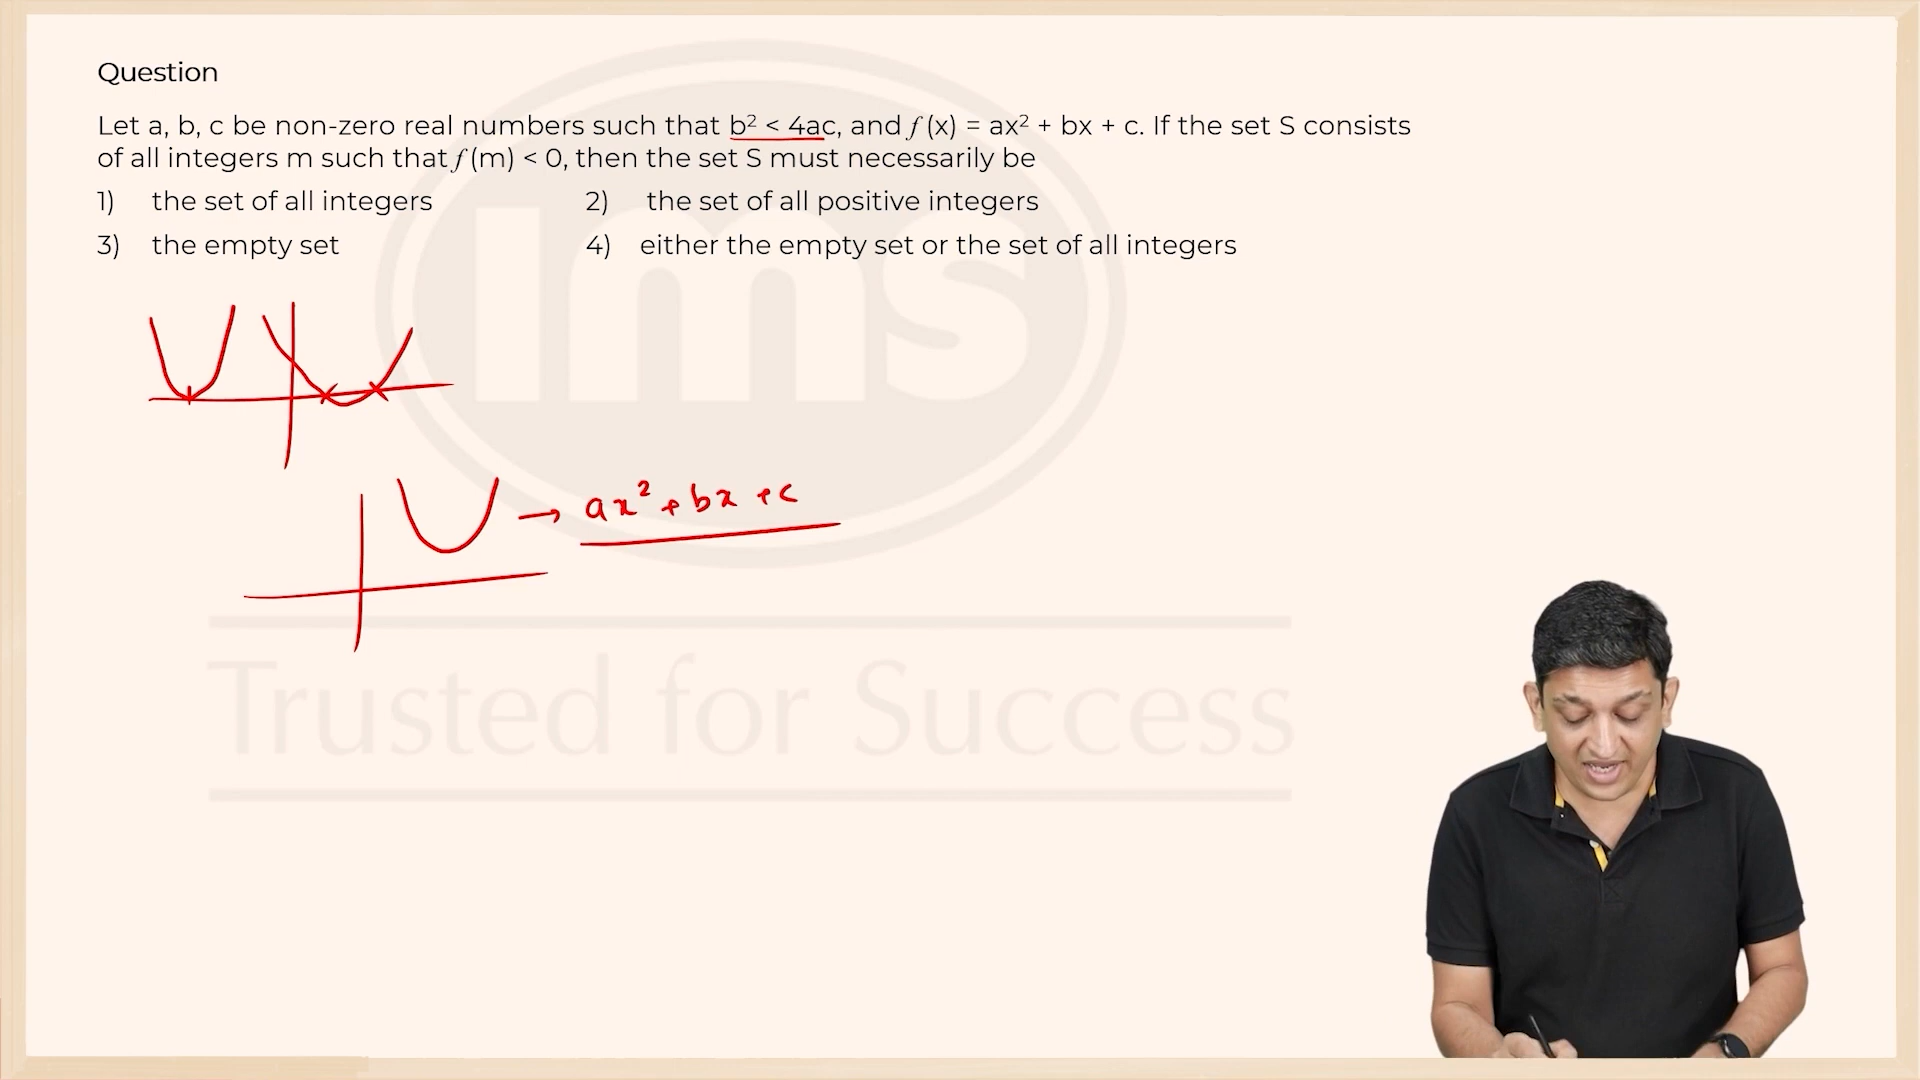 Question
Let a, b, c be non-zero real numbers such that b² < 4ac, and f (x) = ax² + bx + c. If the set S consists
of all integers m such that f (m) < 0, then the set S must necessarily be
1) the set of all integers 2) the set of all positive integers
3) the empty set 4) either the empty set or the set of all integers
ims
→ ax² + bx + c
Trusted for Success